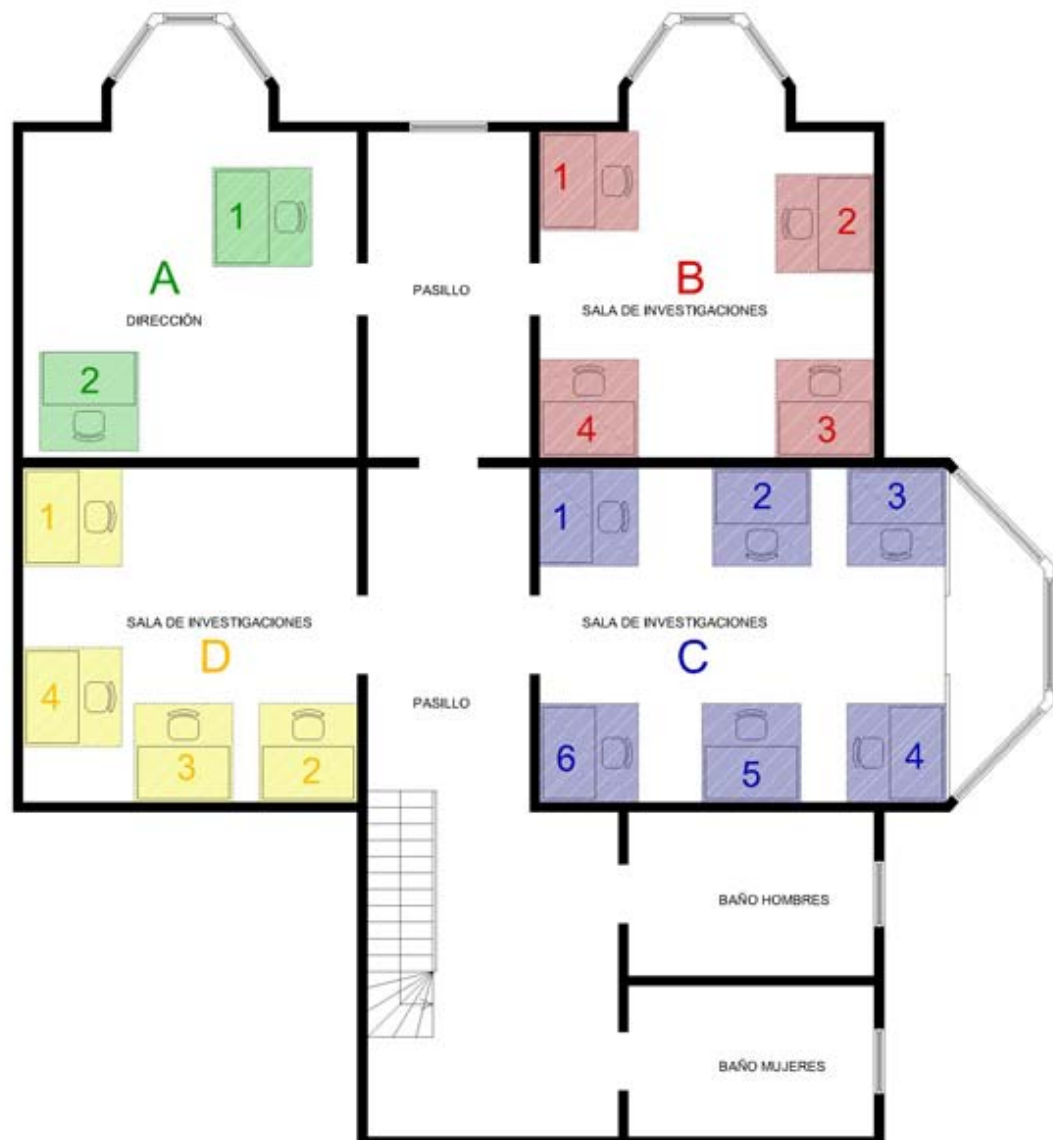 1
1
2
A
B
PASILLO
DIRECCIÓN
SALA DE INVESTIGACIONES
2
4
3
1
1
2
3
SALA DE INVESTIGACIONES
SALA DE INVESTIGACIONES
D
C
4
PASILLO
3
2
6
5
4
BAÑO HOMBRES
BAÑO MUJERES